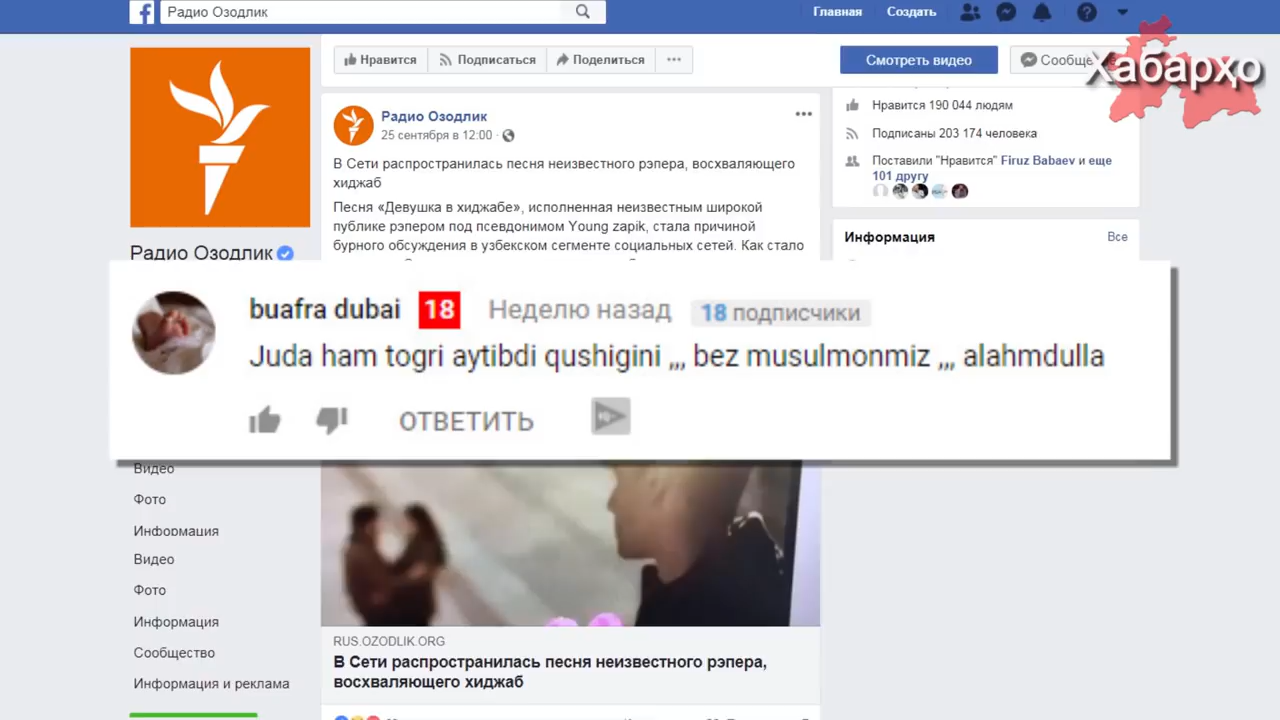 Радио Озодлик
Главная
Создать
Хабарҳо
Нравится
Подписаться
Поделиться
Смотреть видео
Радио Озодлик
25 сентября в 12:00
В Сети распространилась песня неизвестного рэпера, восхваляющего
хиджаб
Песня «Девушка в хиджабе», исполненная неизвестным широкой
публике рэпером под псевдонимом Young zapik, стала причиной
бурного обсуждения в узбекском сегменте социальных сетей. Как стало
Нравится 190 044 людям
Подписаны 203 174 человека
Поставили "Нравится" Firuz Babaev и еще
101 другу
Информация
Все
Радио Озодлик
buafra dubai 18 Неделю назад 18 подписчики
Juda ham togri aytibdi qushigini ,,, bez musulmonmiz ,,, alahmdulla
ОТВЕТИТЬ
Видео
Фото
Информация
Видео
Фото
Информация
Сообщество
Информация и реклама
RUS.OZODLIK.ORG
В Сети распространилась песня неизвестного рэпера,
восхваляющего хиджаб